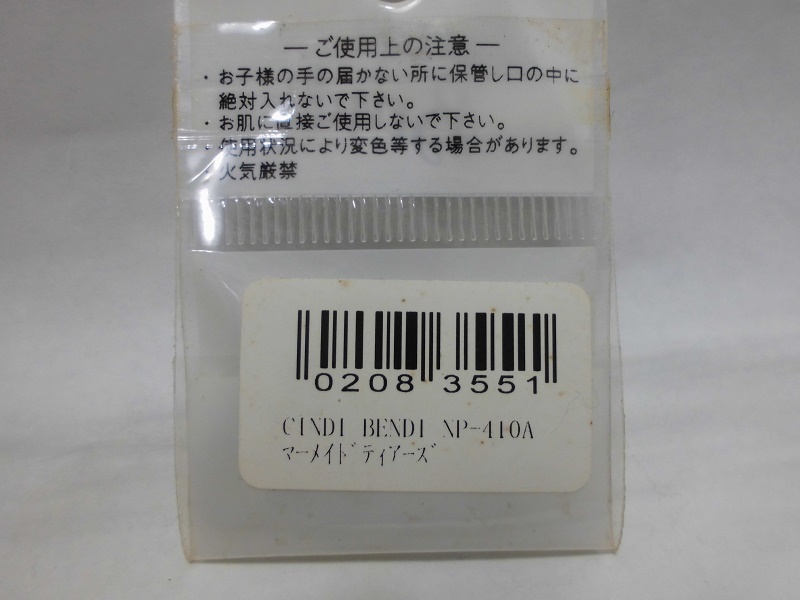 ― ご使用上の注意 ―
・お子様の手の届かない所に保管し口の中に
絶対入れないで下さい。
・お肌に直接ご使用しないで下さい。
・使用状況により変色等する場合があります。
・火気厳禁
0208 3551
CINDI BENDI NP-410A
マーメイドティアーズ